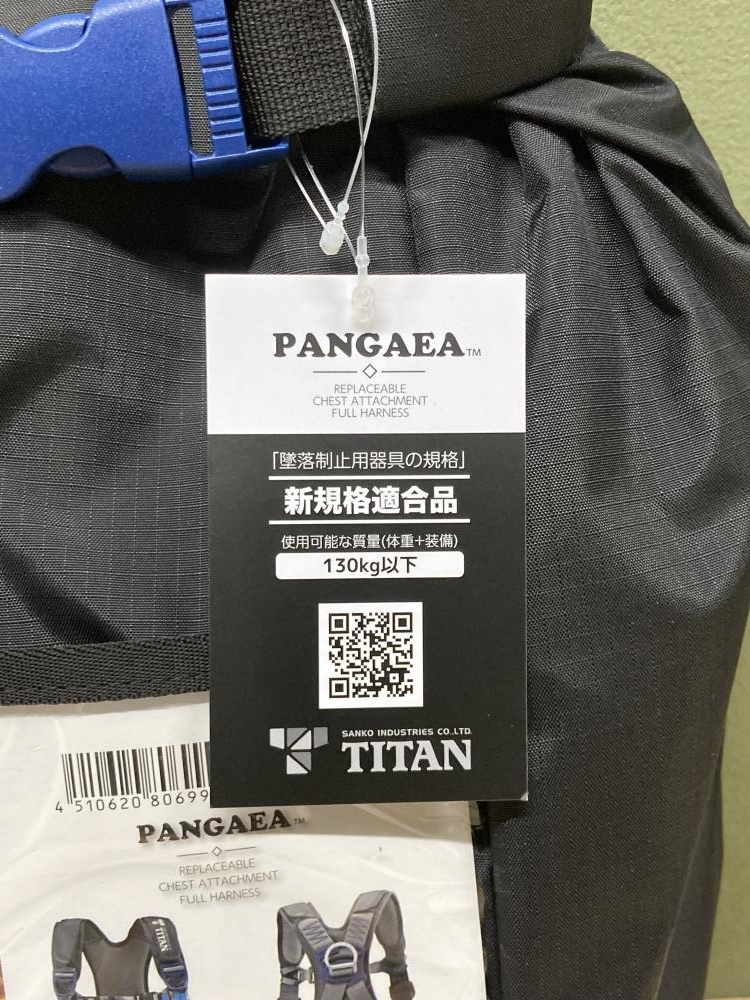 PANGAEA™
REPLACEABLE
CHEST ATTACHMENT
FULL HARNESS
「墜落制止用器具の規格」
新規格適合品
使用可能な質量(体重+装備)
130kg以下
SANKO INDUSTRIES CO.,LTD.
TITAN
4 510620 80699
PANGAEA™
REPLACEABLE
CHEST ATTACHMENT
FULL HARNESS
TITAN